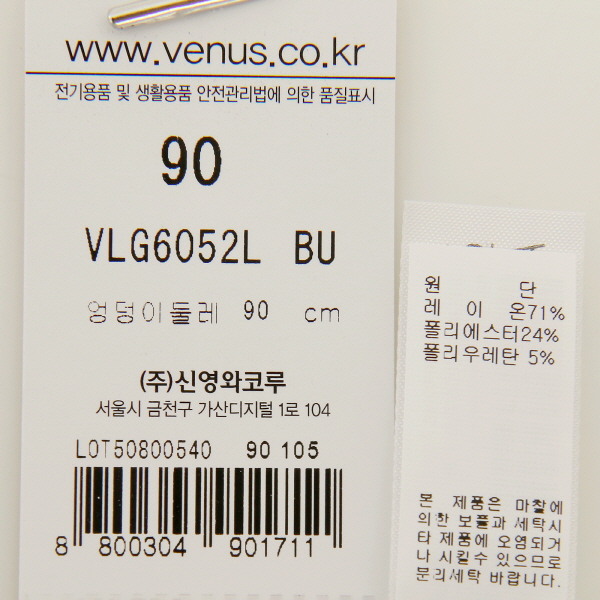 www.venus.co.kr
전기용품 및 생활용품 안전관리법에 의한 품질표시
90
VLG6052L BU
엉덩이둘레 90 cm
(주)신영와코루
서울시 금천구 가산디지털 1로 104
LOT50800540 90 105
8 800304 901711
원 단
레 이 온71%
폴리에스터24%
폴리우레탄 5%
본 제품은 마찰에
의한 보풀과 세탁시
타 제품에 오염되거
나 시킬수 있으므로
분리세탁 바랍니다.